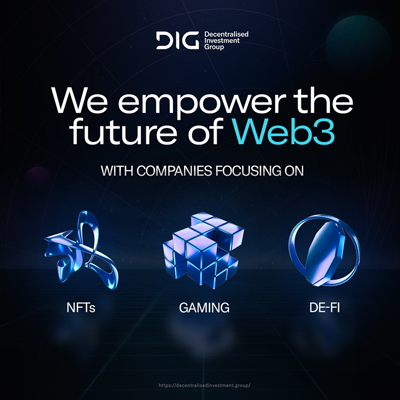 DIG Decentralised
Investment
Group
We empower the
future of Web3
WITH COMPANIES FOCUSING ON
NFTs GAMING DE-FI
https://decentralisedinvestment.group/